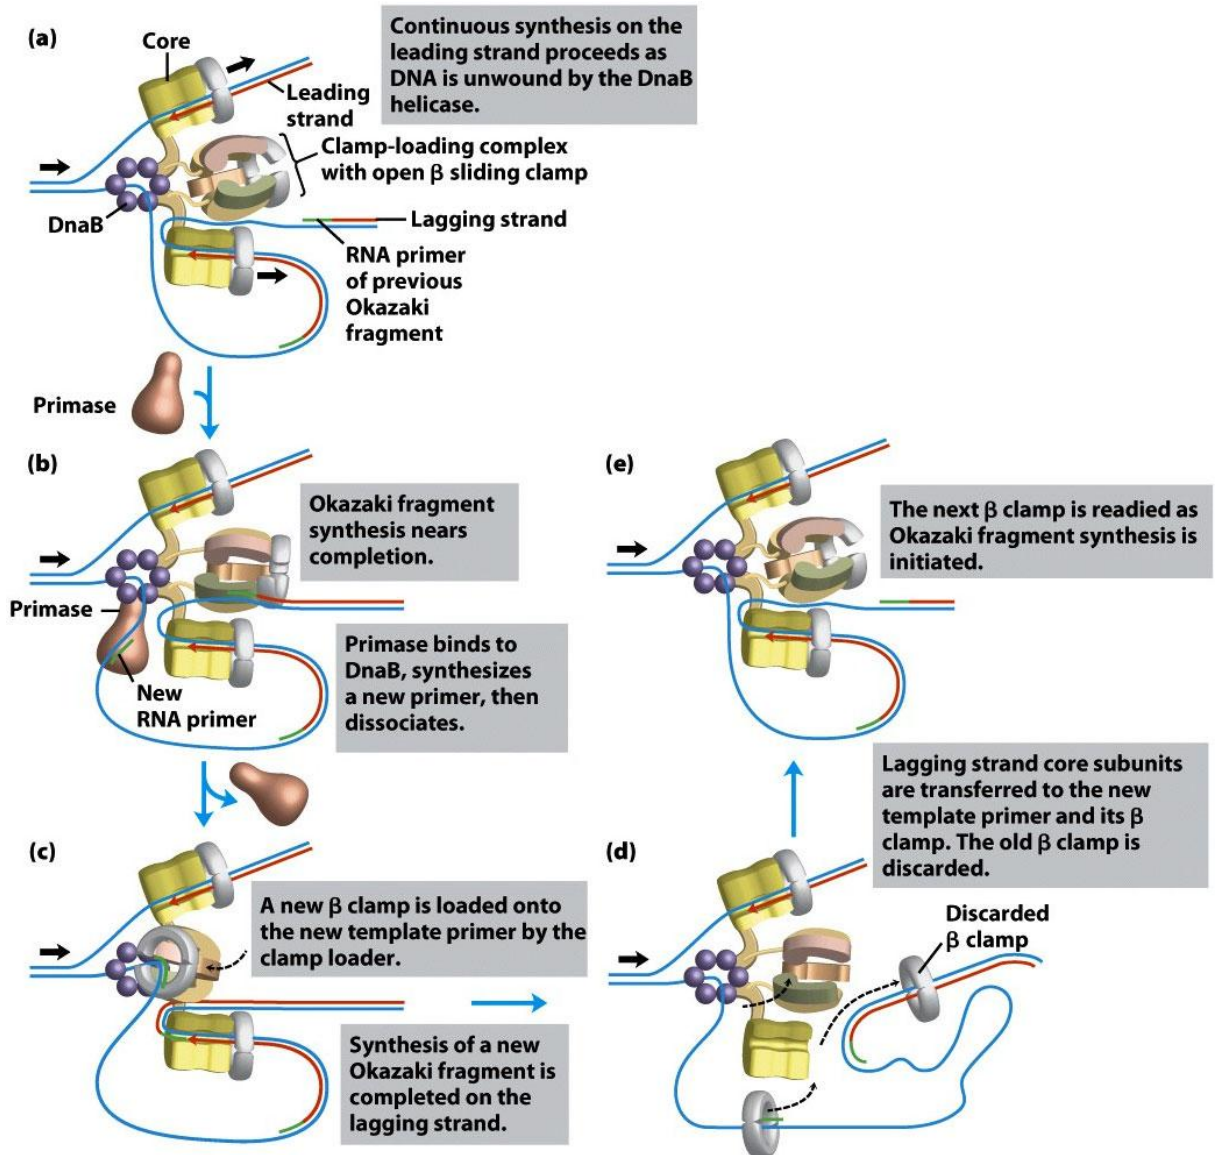 (a)
Core
Continuous synthesis on the
leading strand proceeds as
DNA is unwound by the DnaB
helicase.
Leading
strand
Clamp-loading complex
with open β sliding clamp
DnaB
Lagging strand
RNA primer
of previous
Okazaki
fragment
Primase
(b)
Okazaki fragment
synthesis nears
completion.
Primase
Primase binds to
DnaB, synthesizes
a new primer, then
dissociates.
New
RNA primer
(c)
A new β clamp is loaded onto
the new template primer by the
clamp loader.
Synthesis of a new
Okazaki fragment is
completed on the
lagging strand.
(e)
The next β clamp is readied as
Okazaki fragment synthesis is
initiated.
Lagging strand core subunits
are transferred to the new
template primer and its β
clamp. The old β clamp is
discarded.
(d)
Discarded
β clamp